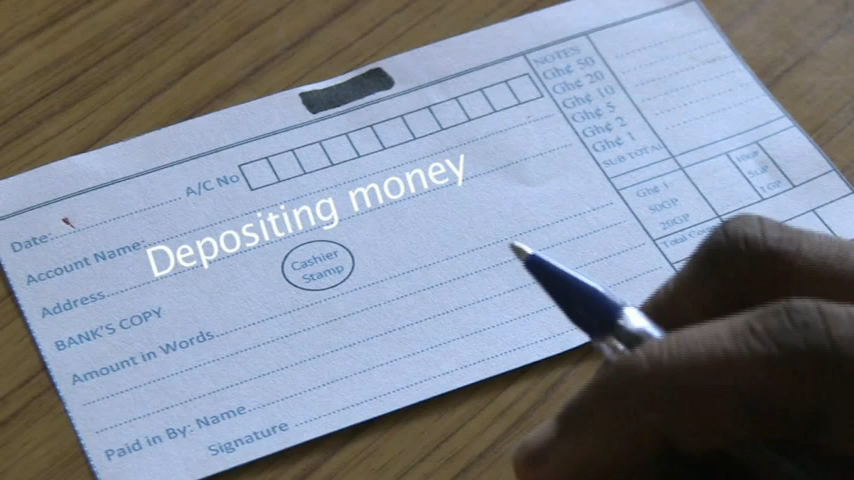 A/C No
Date:
Account Name:
Depositing money
Address
Cashier
Stamp
BANK'S COPY
Amount in Words
Paid in By: Name
Signature
NOTES
Gh¢ 50
Gh¢ 20
Gh¢ 10
Gh¢ 5
Gh¢ 2
Gh¢ 1
SUB TOTAL
Gh¢ 1
50GP
20GP
10GP
5GP
1GP
Total